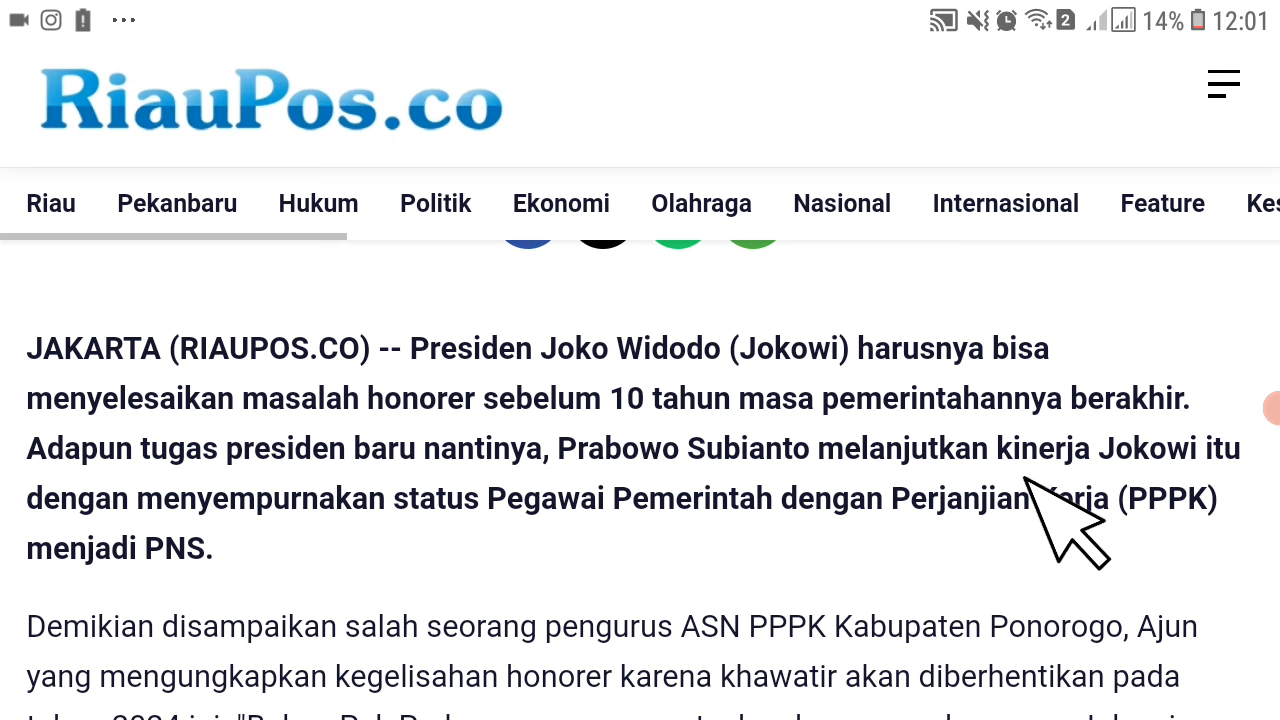 14% 12:01
RiauPos.co
Riau Pekanbaru Hukum Politik Ekonomi Olahraga Nasional Internasional Feature
JAKARTA (RIAUPOS.CO) -- Presiden Joko Widodo (Jokowi) harusnya bisa
menyelesaikan masalah honorer sebelum 10 tahun masa pemerintahannya berakhir.
Adapun tugas presiden baru nantinya, Prabowo Subianto melanjutkan kinerja Jokowi itu
dengan menyempurnakan status Pegawai Pemerintah dengan Perjanjian Kerja (PPPK)
menjadi PNS.
Demikian disampaikan salah seorang pengurus ASN PPPK Kabupaten Ponorogo, Ajun
yang mengungkapkan kegelisahan honorer karena khawatir akan diberhentikan pada